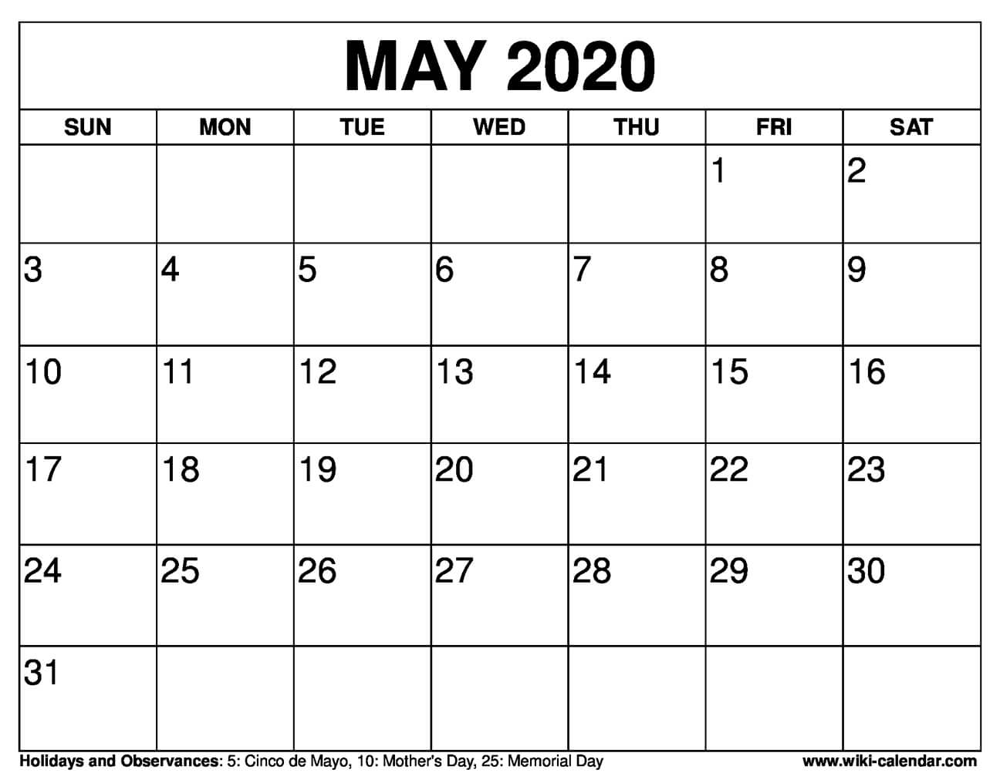 MAY 2020
SUN MON TUE WED THU FRI SAT
1 2
3 4 5 6 7 8 9
10 11 12 13 14 15 16
17 18 19 20 21 22 23
24 25 26 27 28 29 30
31
Holidays and Observances: 5: Cinco de Mayo, 10: Mother's Day, 25: Memorial Day www.wiki-calendar.com